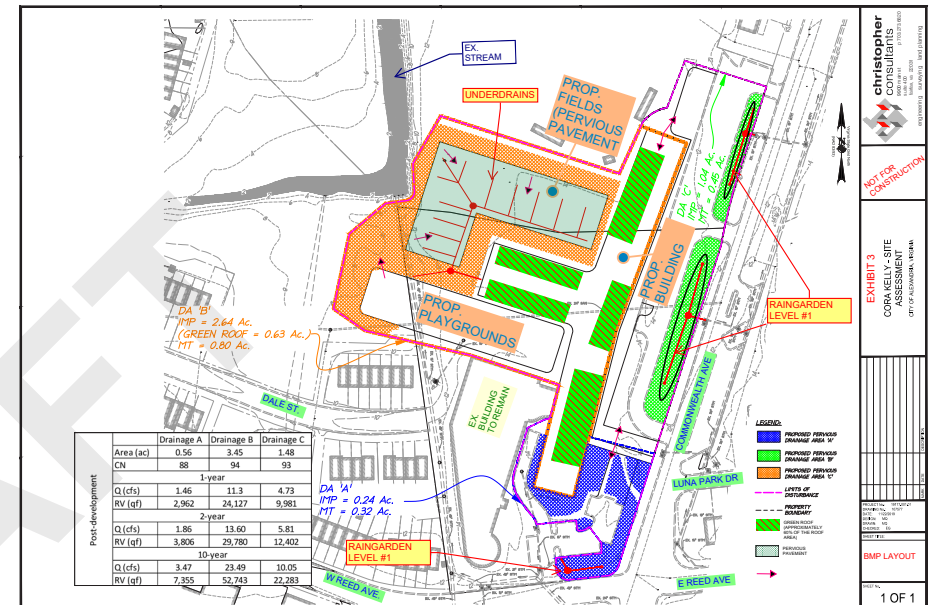 EX.
STREAM
UNDERDRAINS
PROP.
FIELDS
(PERVIOUS
PAVEMENT
DA 'C'
IMP = 1.04 Ac.
MT = 0.45 Ac.
PROP.
BUILDING
RAINGARDEN
LEVEL #1
PROP.
PLAYGROUNDS
DA 'B'
IMP = 2.64 Ac.
(GREEN ROOF = 0.63 Ac.)
MT = 0.80 Ac.
DALE ST.
EX.
BUILDING
TO REMAIN
COMMONWEALTH AVE
LUNA PARK DR
DA 'A'
IMP = 0.24 Ac.
MT = 0.32 Ac.
RAINGARDEN
LEVEL #1
W REED AVE.
E REED AVE
Post-development
Drainage A Drainage B Drainage C
Area (ac) 0.56 3.45 1.48
CN 88 94 93
1-year
Q (cfs) 1.46 11.3 4.73
RV (qf) 2,962 24,127 9,981
2-year
Q (cfs) 1.86 13.60 5.81
RV (qf) 3,806 29,780 12,402
10-year
Q (cfs) 3.47 23.49 10.05
RV (qf) 7,355 52,743 22,283
LEGEND:
PROPOSED PERVIOUS
DRAINAGE AREA 'A'
PROPOSED PERVIOUS
DRAINAGE AREA 'B'
PROPOSED PERVIOUS
DRAINAGE AREA 'C'
LIMITS OF
DISTURBANCE
PROPERTY
BOUNDARY
GREEN ROOF
(APPROXIMATELY
AREA)
PERVIOUS
PAVEMENT
christopher
consultants
engineering surveying land planning
NOT FOR
CONSTRUCTION
EXHIBIT 3
CORA KELLY - SITE
ASSESSMENT
CITY OF ALEXANDRIA, VIRGINIA
SHEET TITLE:
BMP LAYOUT
SHEET No.
1 OF 1
AFT